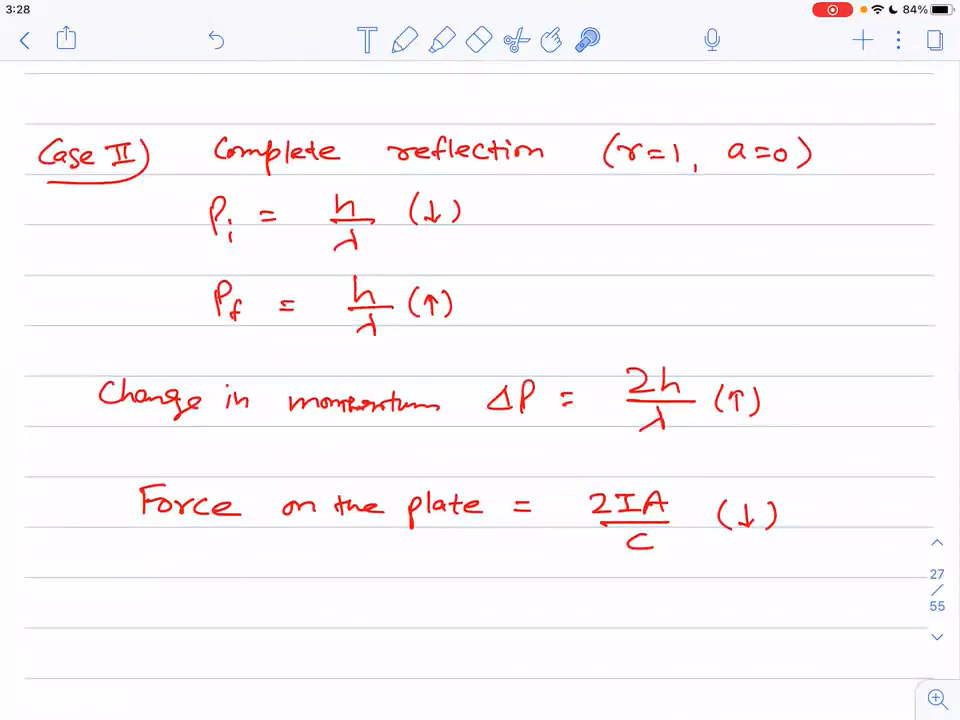 3:28
84%
T
Case II) Complete reflection (r=1, a=0)
Pi = h/λ (↓)
Pf = h/λ (↑)
Change in momentum ΔP = 2h/λ (↑)
Force on the plate = 2IA/C (↓)
27
/
55